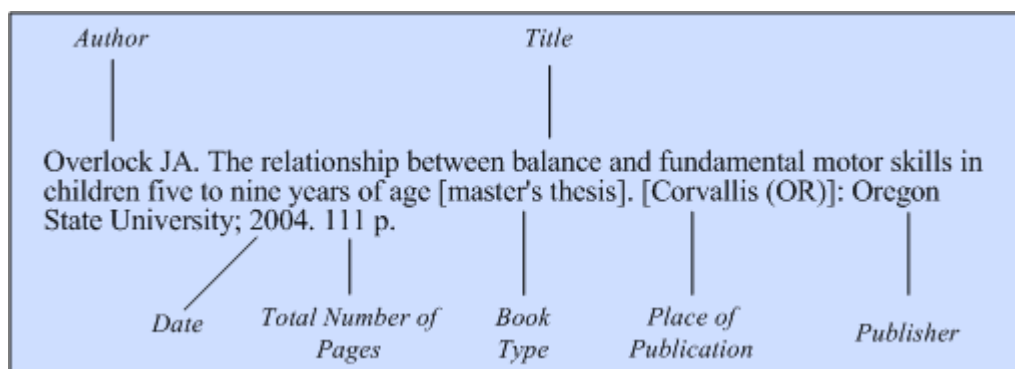 Author Title
Overlock JA. The relationship between balance and fundamental motor skills in
children five to nine years of age [master's thesis]. [Corvallis (OR)]: Oregon
State University; 2004. 111 p.
Date Total Number of Book Place of Publisher
Pages Type Publication